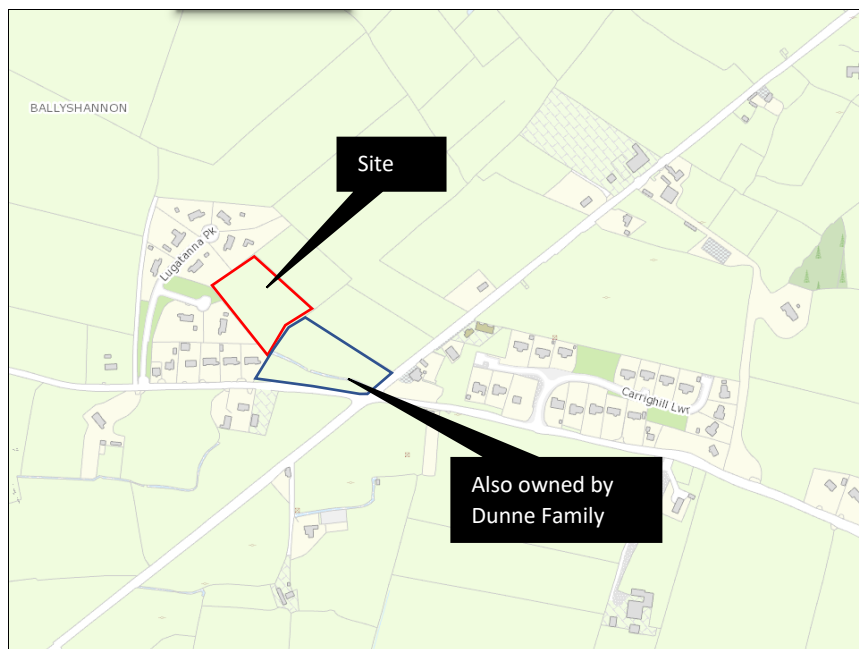 BALLYSHANNON
Site
Lugatanna Pk
Carrighill Lwr
Also owned by
Dunne Family